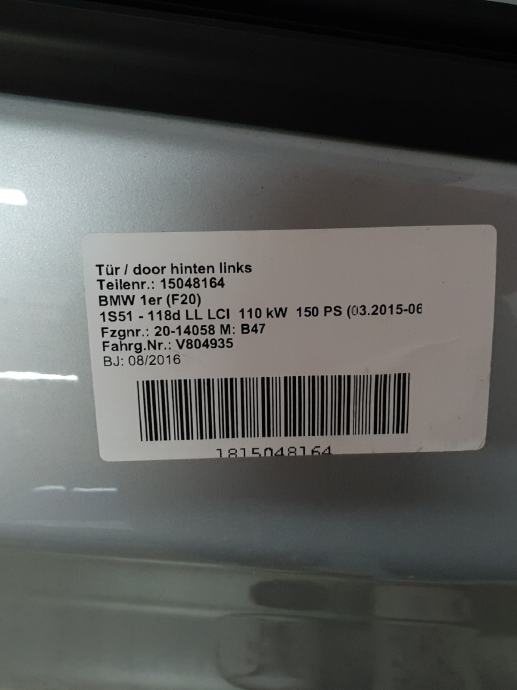 Tür / door hinten links
Teilenr.: 15048164
BMW 1er (F20)
1S51 - 118d LL LCI 110 kW 150 PS (03.2015-06
Fzgnr.: 20-14058 M: B47
Fahrg.Nr.: V804935
BJ: 08/2016
1815048164